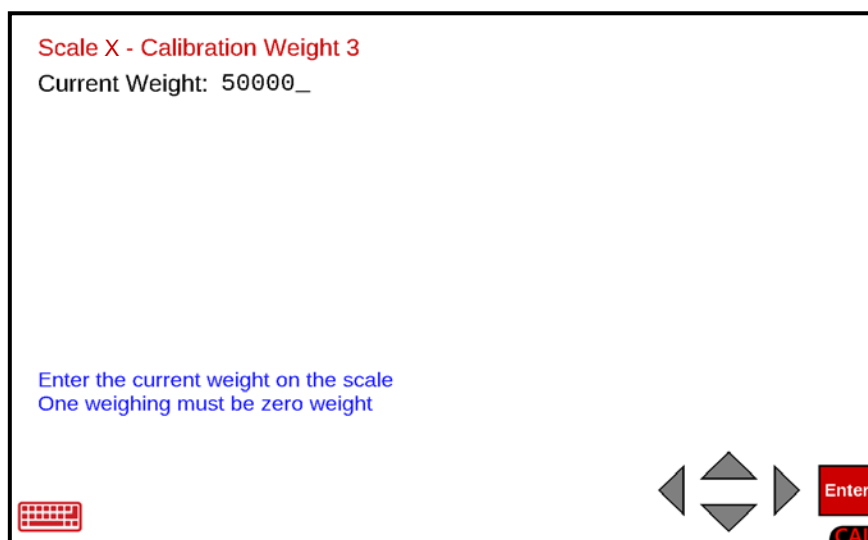 Scale X - Calibration Weight 3
Current Weight: 50000_
Enter the current weight on the scale
One weighing must be zero weight
Enter